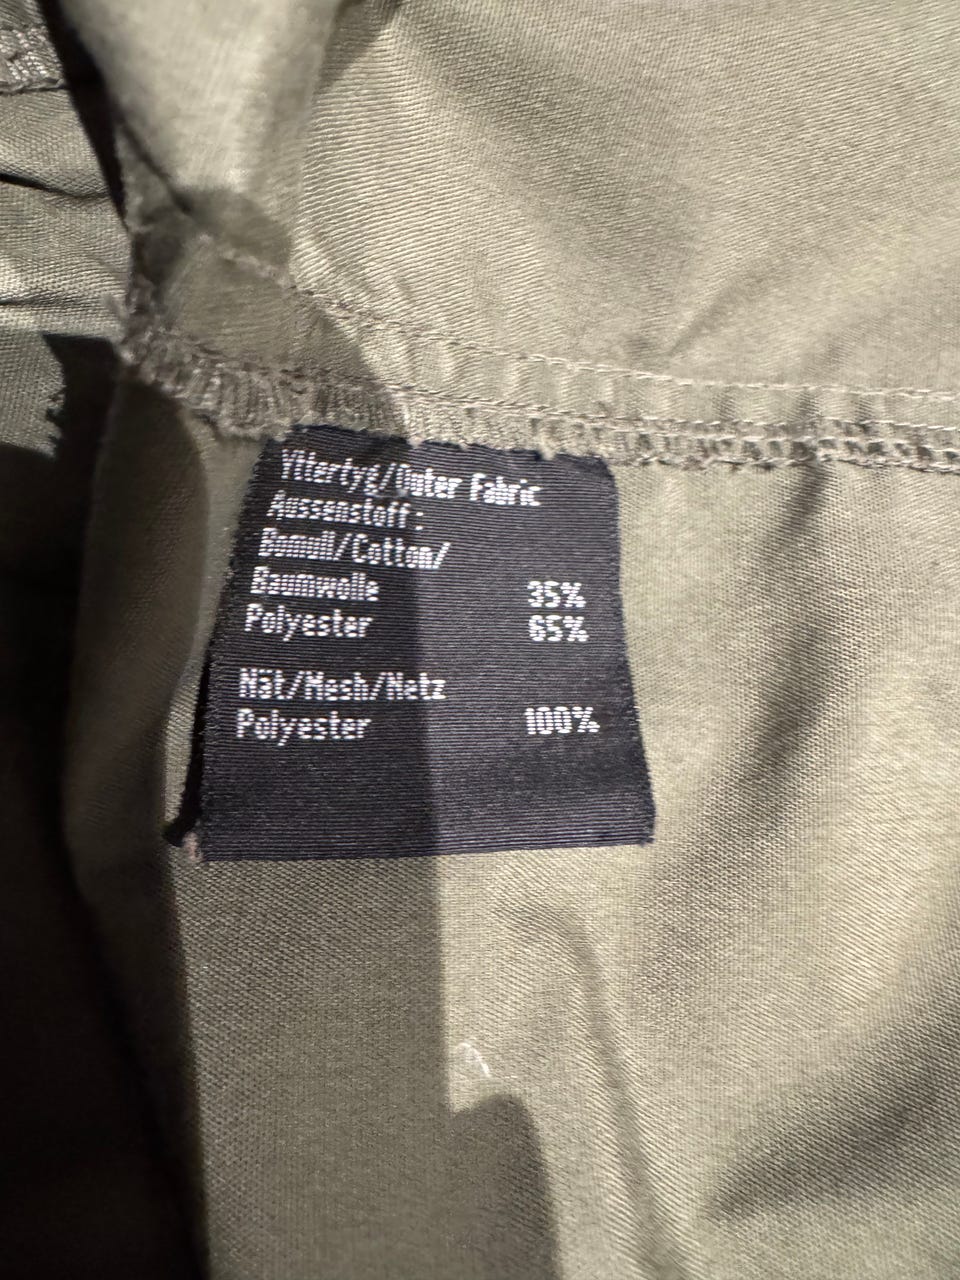 Yttertyg/Outer Fabric
Aussenstoff:
Bomull/Cotton/
Baumwolle 35%
Polyester 65%
Nät/Mesh/Netz
Polyester 100%